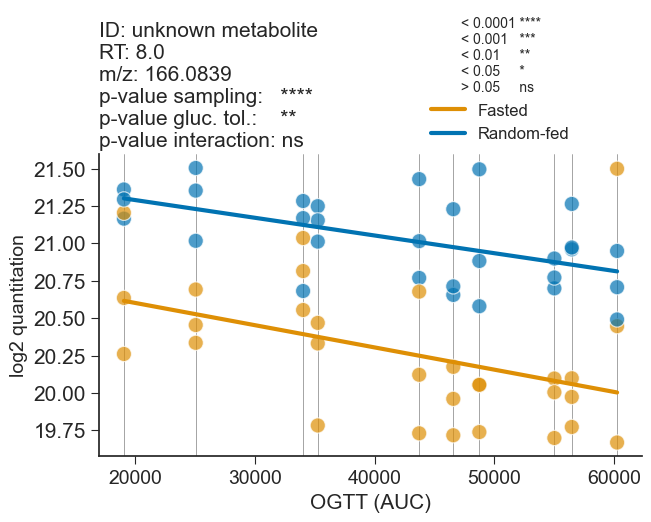 ID: unknown metabolite
RT: 8.0
m/z: 166.0839
p-value sampling: ****
p-value gluc. tol.: **
p-value interaction: ns
< 0.0001 ****
< 0.001 ***
< 0.01 **
< 0.05 *
> 0.05 ns
Fasted
Random-fed
21.50
21.25
21.00
20.75
20.50
20.25
20.00
19.75
log2 quantitation
20000 30000 40000 50000 60000
OGTT (AUC)